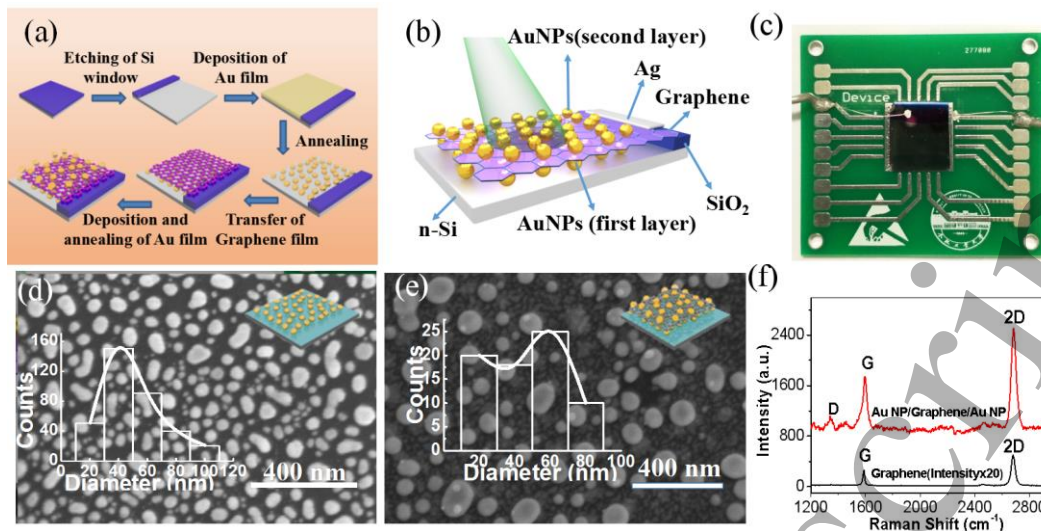 (a)
Etching of Si
window
Deposition of
Au film
Annealing
Deposition and
annealing of Au film
Transfer of
Graphene film
(b)
AuNPs(second layer)
Ag
Graphene
SiO2
AuNPs (first layer)
n-Si
(c)
277080
Device
(d)
Counts
160
120
80
40
0
0 20 40 60 80 100 120
Diameter (nm)
400 nm
(e)
Counts
25
20
15
10
5
0
0 20 40 60 80 100
Diameter (nm)
400 nm
(f)
Intensity (a.u.)
2400
1600
800
0
D
G
2D
Au NP/Graphene/Au NP
G
2D
Graphene(Intensityx20)
1200 1600 2000 2400 2800
Raman Shift (cm-1)